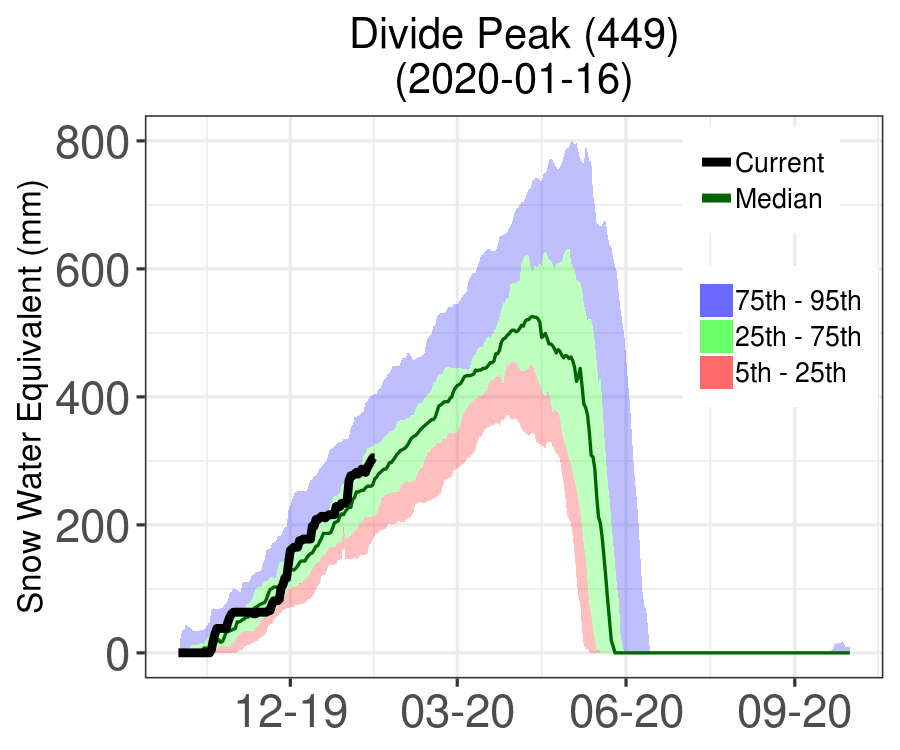 Divide Peak (449)
(2020-01-16)
Snow Water Equivalent (mm)
800
600
400
200
0
12-19
03-20
06-20
09-20
Current
Median
75th - 95th
25th - 75th
5th - 25th